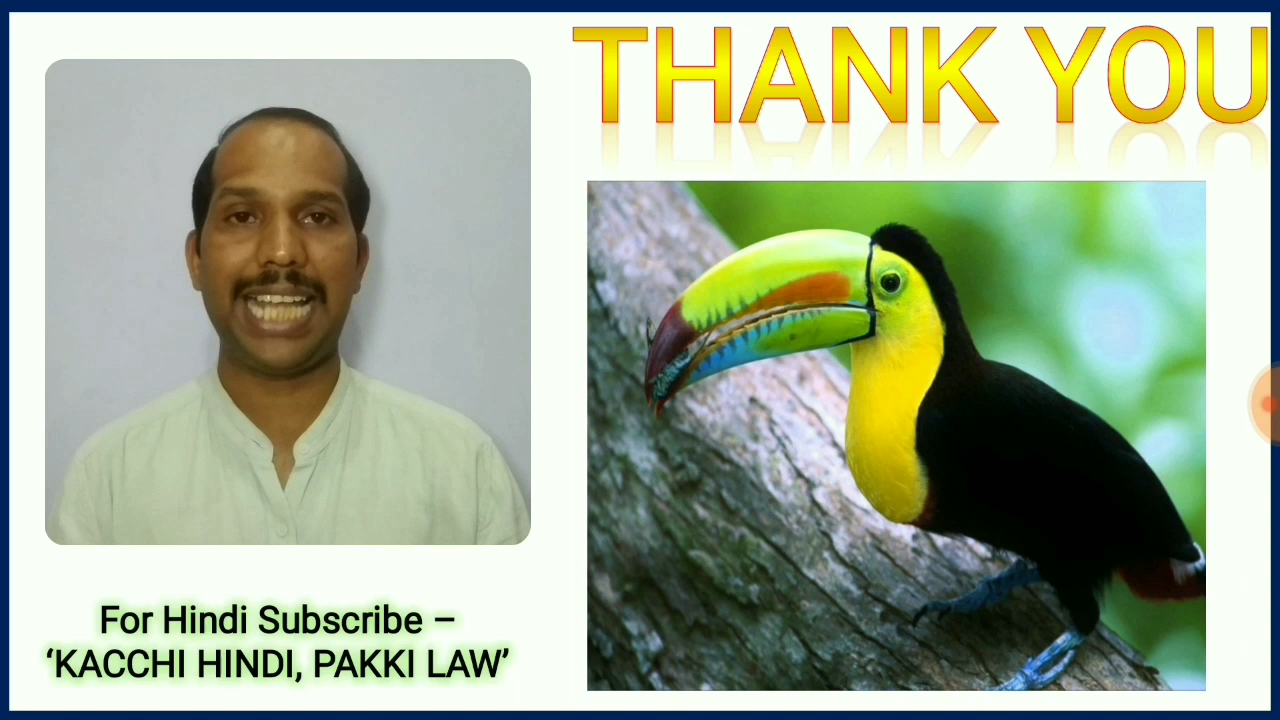 THANK YOU
For Hindi Subscribe –
‘KACCHI HINDI, PAKKI LAW’